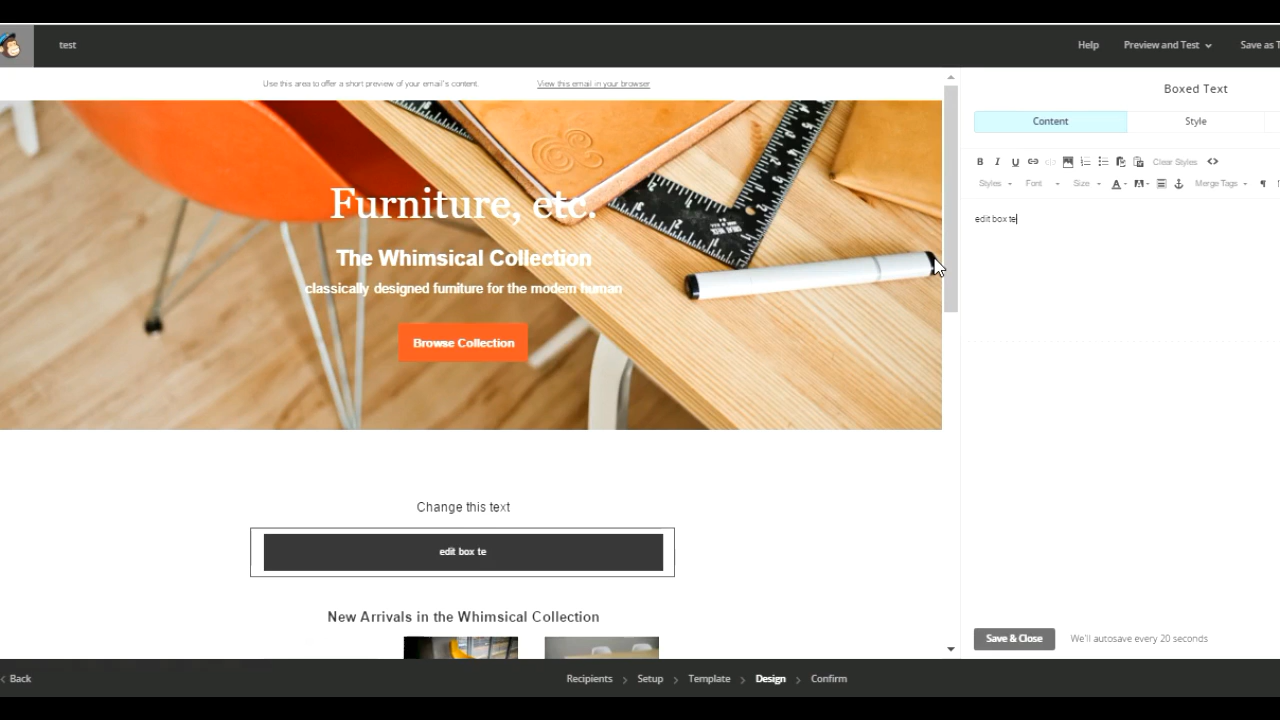 test
Help
Preview and Test
Save as T
Use this area to offer a short preview of your email's content.
View this email in your browser
Furniture, etc.
The Whimsical Collection
classically designed furniture for the modern human
Browse Collection
Change this text
edit box te
New Arrivals in the Whimsical Collection
Boxed Text
Content
Style
B I U
Clear Styles
Styles
Font
Size
A
A
Merge Tags
edit box te
Save & Close
We'll autosave every 20 seconds
Back
Recipients
Setup
Template
Design
Confirm